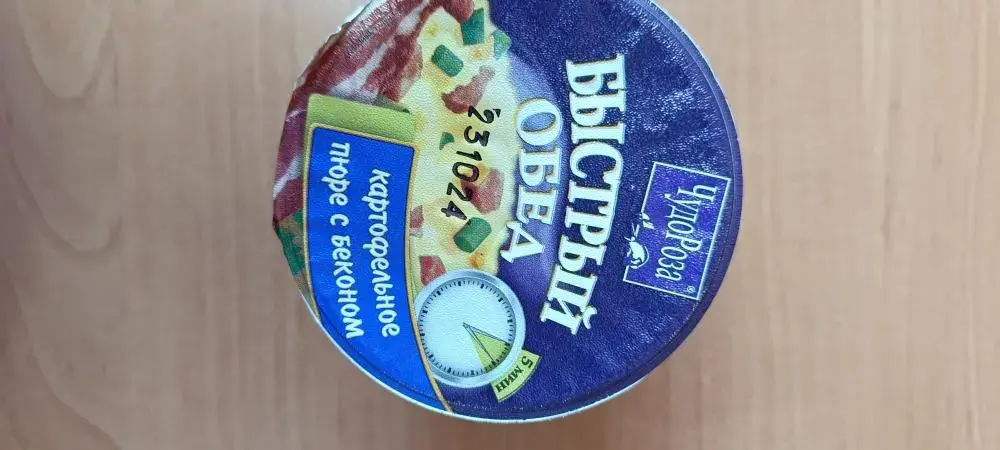 ЧудоРоза®
БЫСТРЫЙ
ОБЕД
231024
5 мин
картофельное
пюре с беконом